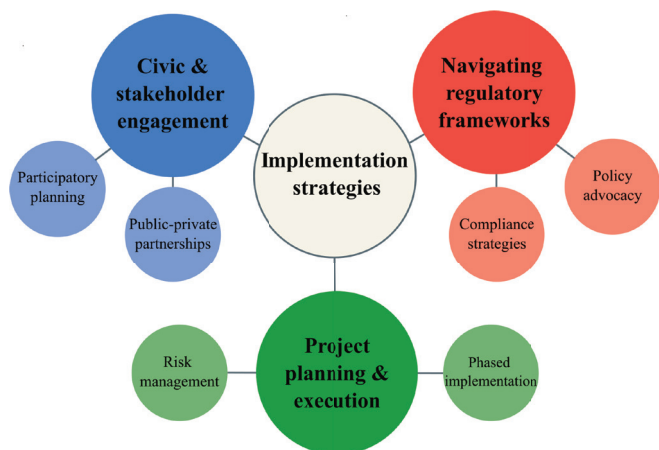 Civic &
stakeholder
engagement
Navigating
regulatory
frameworks
Implementation
strategies
Participatory
planning
Public-private
partnerships
Policy
advocacy
Compliance
strategies
Project
planning &
execution
Risk
management
Phased
implementation